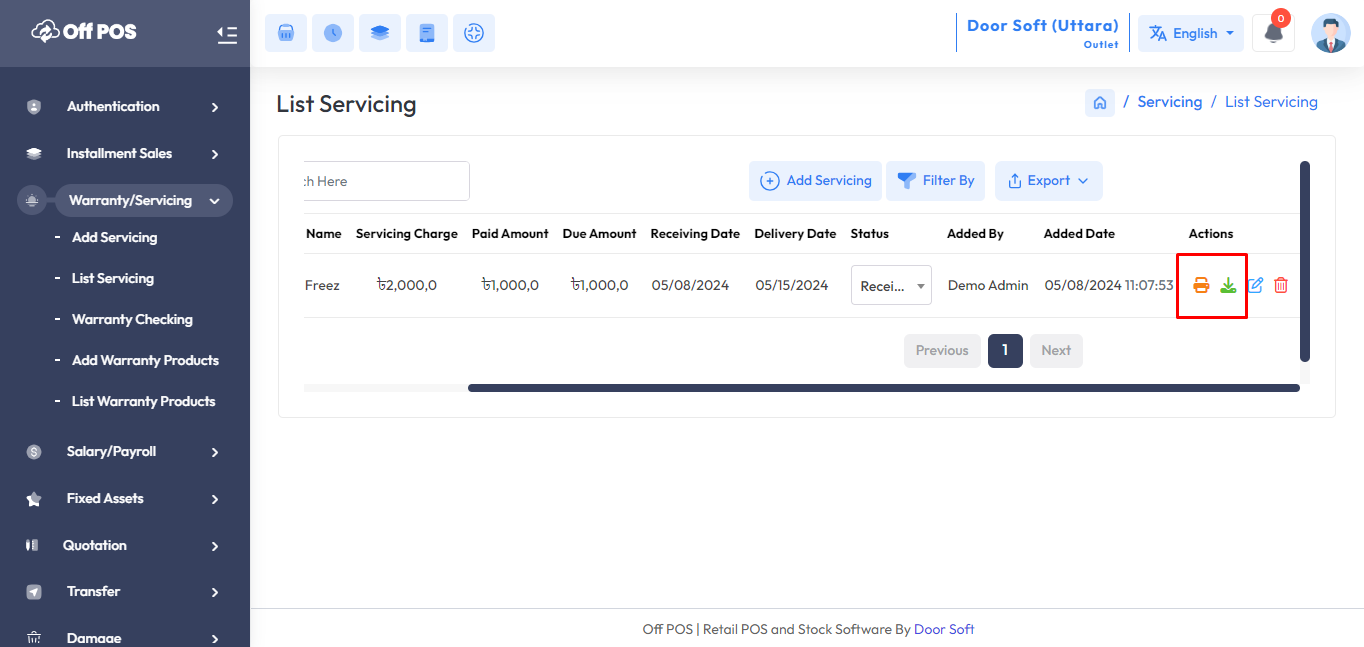 Off POS
Door Soft (Uttara)
Outlet
English
0
Authentication
Installment Sales
Warranty/Servicing
- Add Servicing
- List Servicing
- Warranty Checking
- Add Warranty Products
- List Warranty Products
Salary/Payroll
Fixed Assets
Quotation
Transfer
Damage
List Servicing
/ Servicing / List Servicing
ch Here
Add Servicing
Filter By
Export
Name Servicing Charge Paid Amount Due Amount Receiving Date Delivery Date Status Added By Added Date Actions
Freez ৳2,000,0 ৳1,000,0 ৳1,000,0 05/08/2024 05/15/2024 Recei... Demo Admin 05/08/2024 11:07:53
Previous 1 Next
Off POS | Retail POS and Stock Software By Door Soft